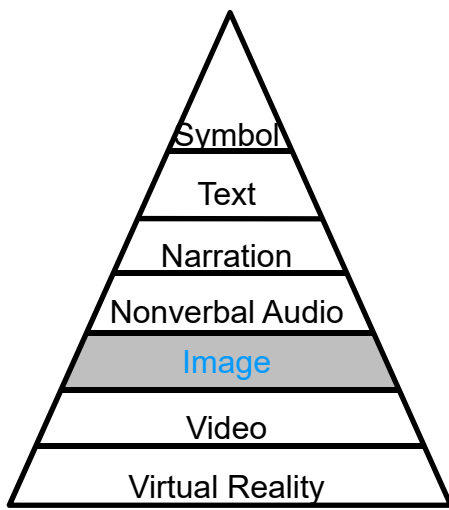 Symbol
Text
Narration
Nonverbal Audio
Image
Video
Virtual Reality